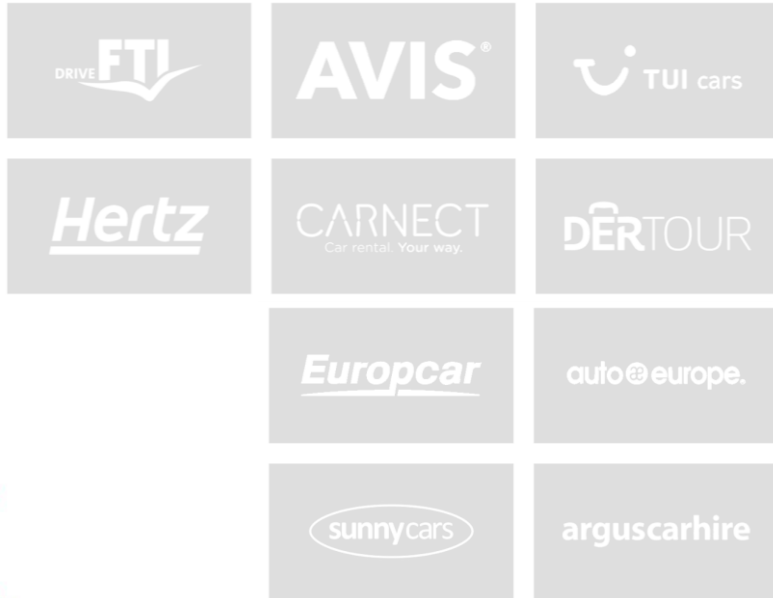 DRIVE FTI
AVIS®
TUI cars
Hertz
CARNECT
Car rental. Your way.
DERTOUR
Europcar
auto æ europe.
sunnycars
arguscarhire